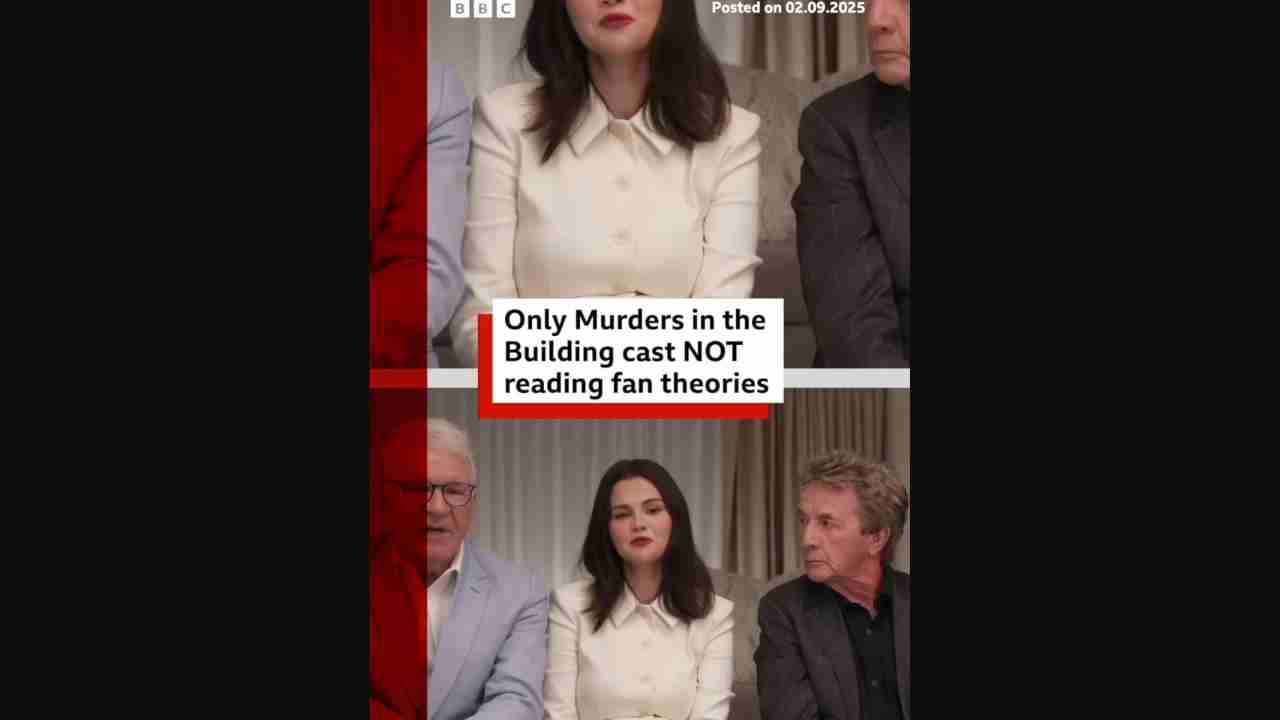 BBC
Posted on 02.09.2025
Only Murders in the
Building cast NOT
reading fan theories